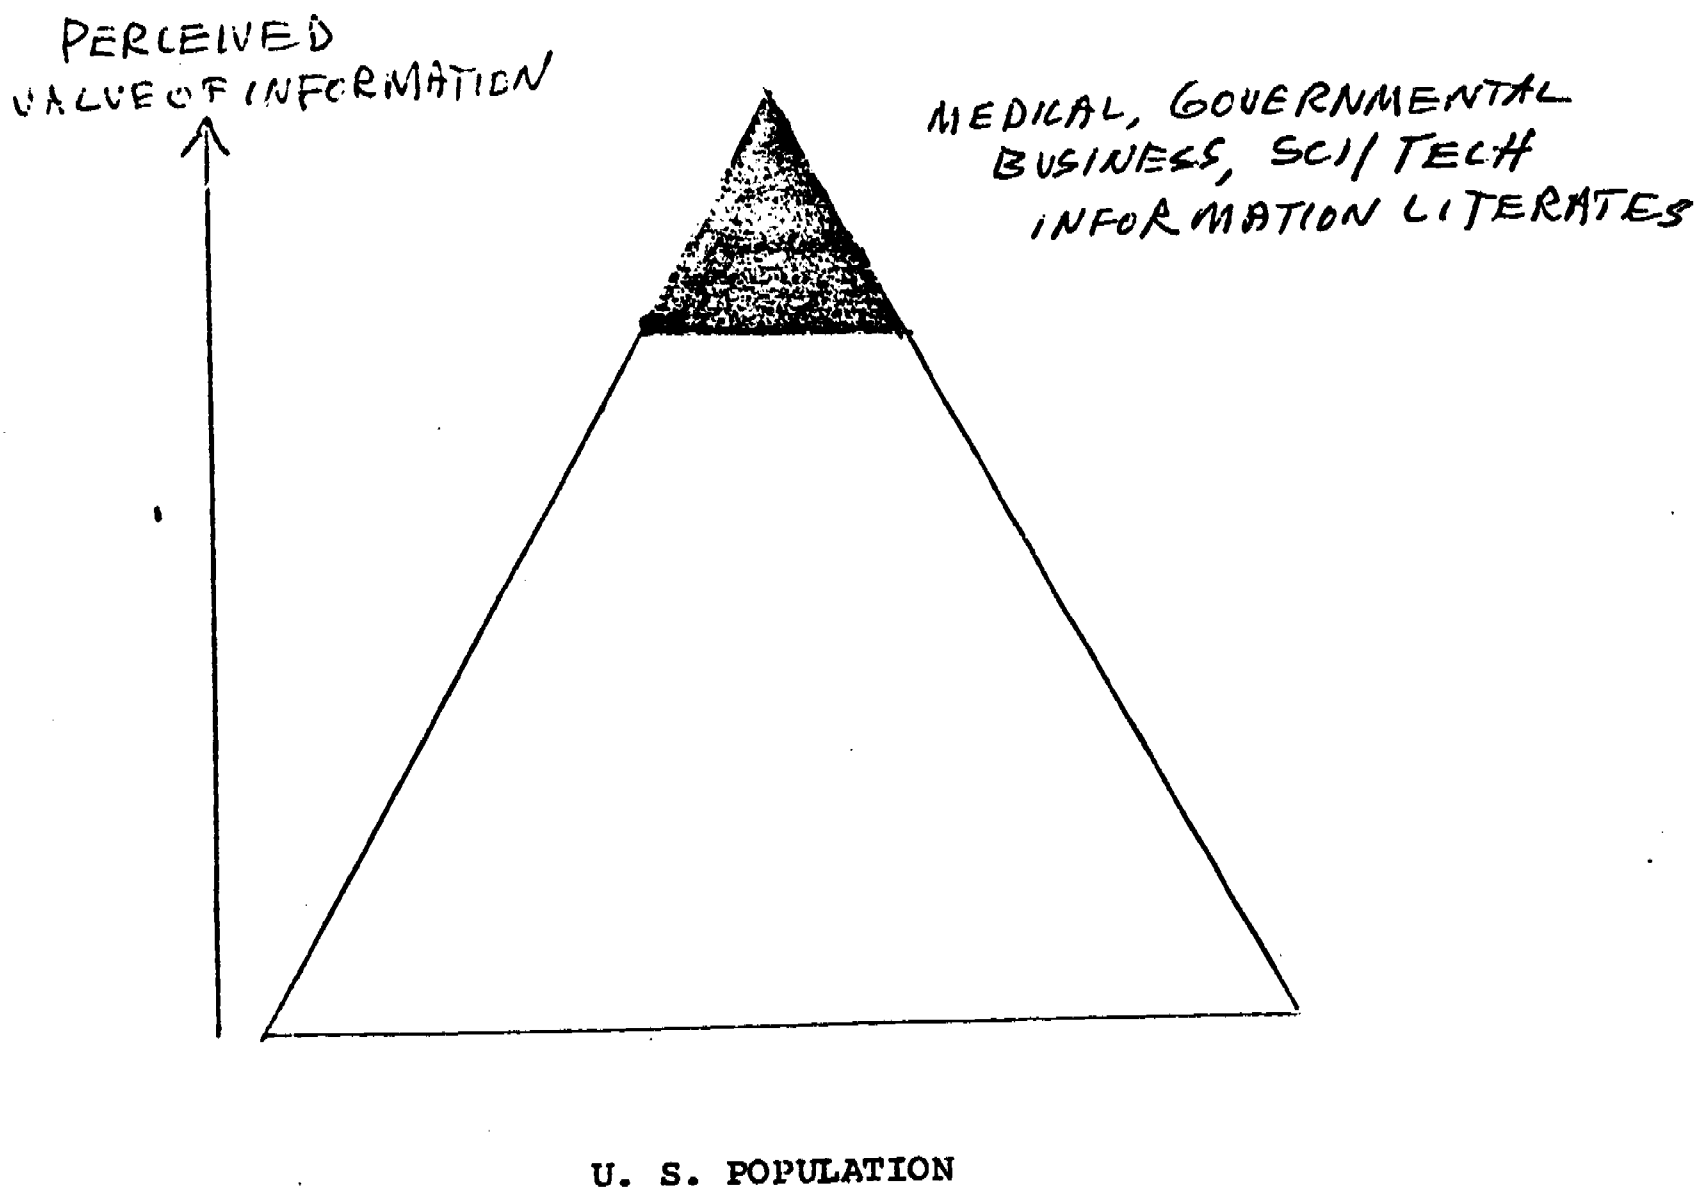 PERCEIVED
VALUE OF INFORMATION
MEDICAL, GOVERNMENTAL
BUSINESS, SCI/TECH
INFORMATION LITERATES
U. S. POPULATION